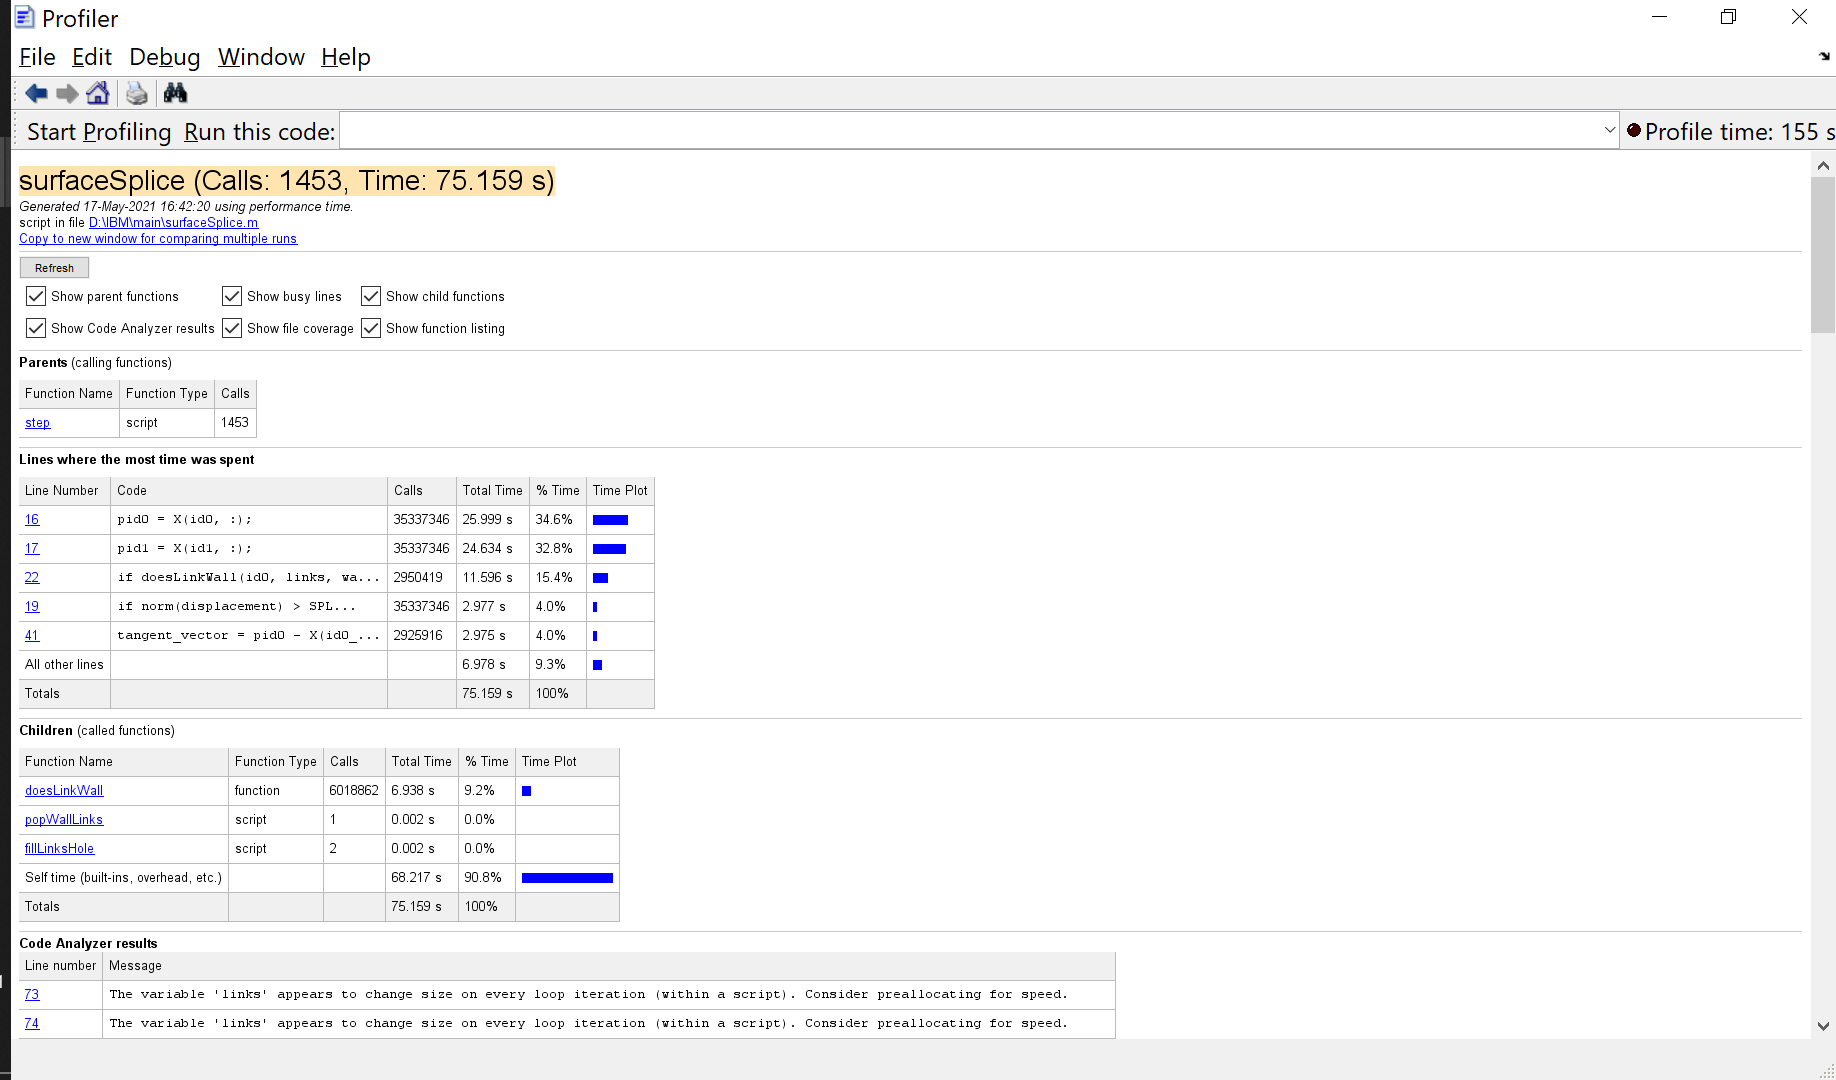 Profiler
File Edit Debug Window Help
Start Profiling Run this code: Profile time: 155 s
surfaceSplice (Calls: 1453, Time: 75.159 s)
Generated 17-May-2021 16:42:20 using performance time.
script in file D:\IBM\main\surfaceSplice.m
Copy to new window for comparing multiple runs
Refresh
Show parent functions Show busy lines Show child functions
Show Code Analyzer results Show file coverage Show function listing
Parents (calling functions)
Function Name Function Type Calls
step script 1453
Lines where the most time was spent
Line Number Code Calls Total Time % Time Time Plot
16 pid0 = X(id0, :); 35337346 25.999 s 34.6%
17 pid1 = X(id1, :); 35337346 24.634 s 32.8%
22 if doesLinkWall(id0, links, wa... 2950419 11.596 s 15.4%
19 if norm(displacement) > SPL... 35337346 2.977 s 4.0%
41 tangent_vector = pid0 - X(id0_... 2925916 2.975 s 4.0%
All other lines 6.978 s 9.3%
Totals 75.159 s 100%
Children (called functions)
Function Name Function Type Calls Total Time % Time Time Plot
doesLinkWall function 6018862 6.938 s 9.2%
popWallLinks script 1 0.002 s 0.0%
fillLinksHole script 2 0.002 s 0.0%
Self time (built-ins, overhead, etc.) 68.217 s 90.8%
Totals 75.159 s 100%
Code Analyzer results
Line number Message
73 The variable 'links' appears to change size on every loop iteration (within a script). Consider preallocating for speed.
74 The variable 'links' appears to change size on every loop iteration (within a script). Consider preallocating for speed.